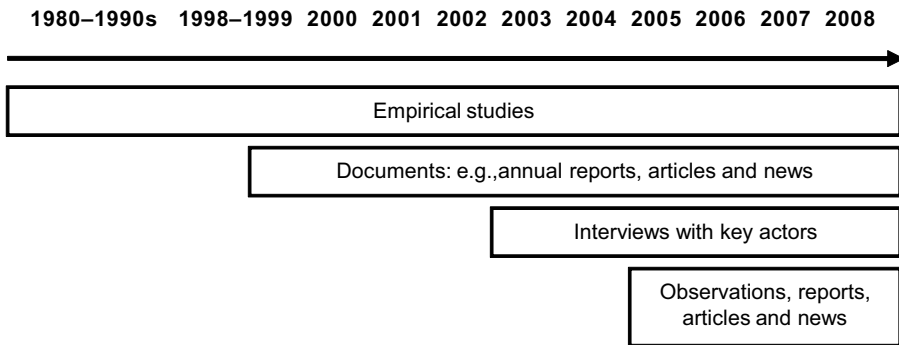 1980–1990s 1998–1999 2000 2001 2002 2003 2004 2005 2006 2007 2008
Empirical studies
Documents: e.g.,annual reports, articles and news
Interviews with key actors
Observations, reports,
articles and news